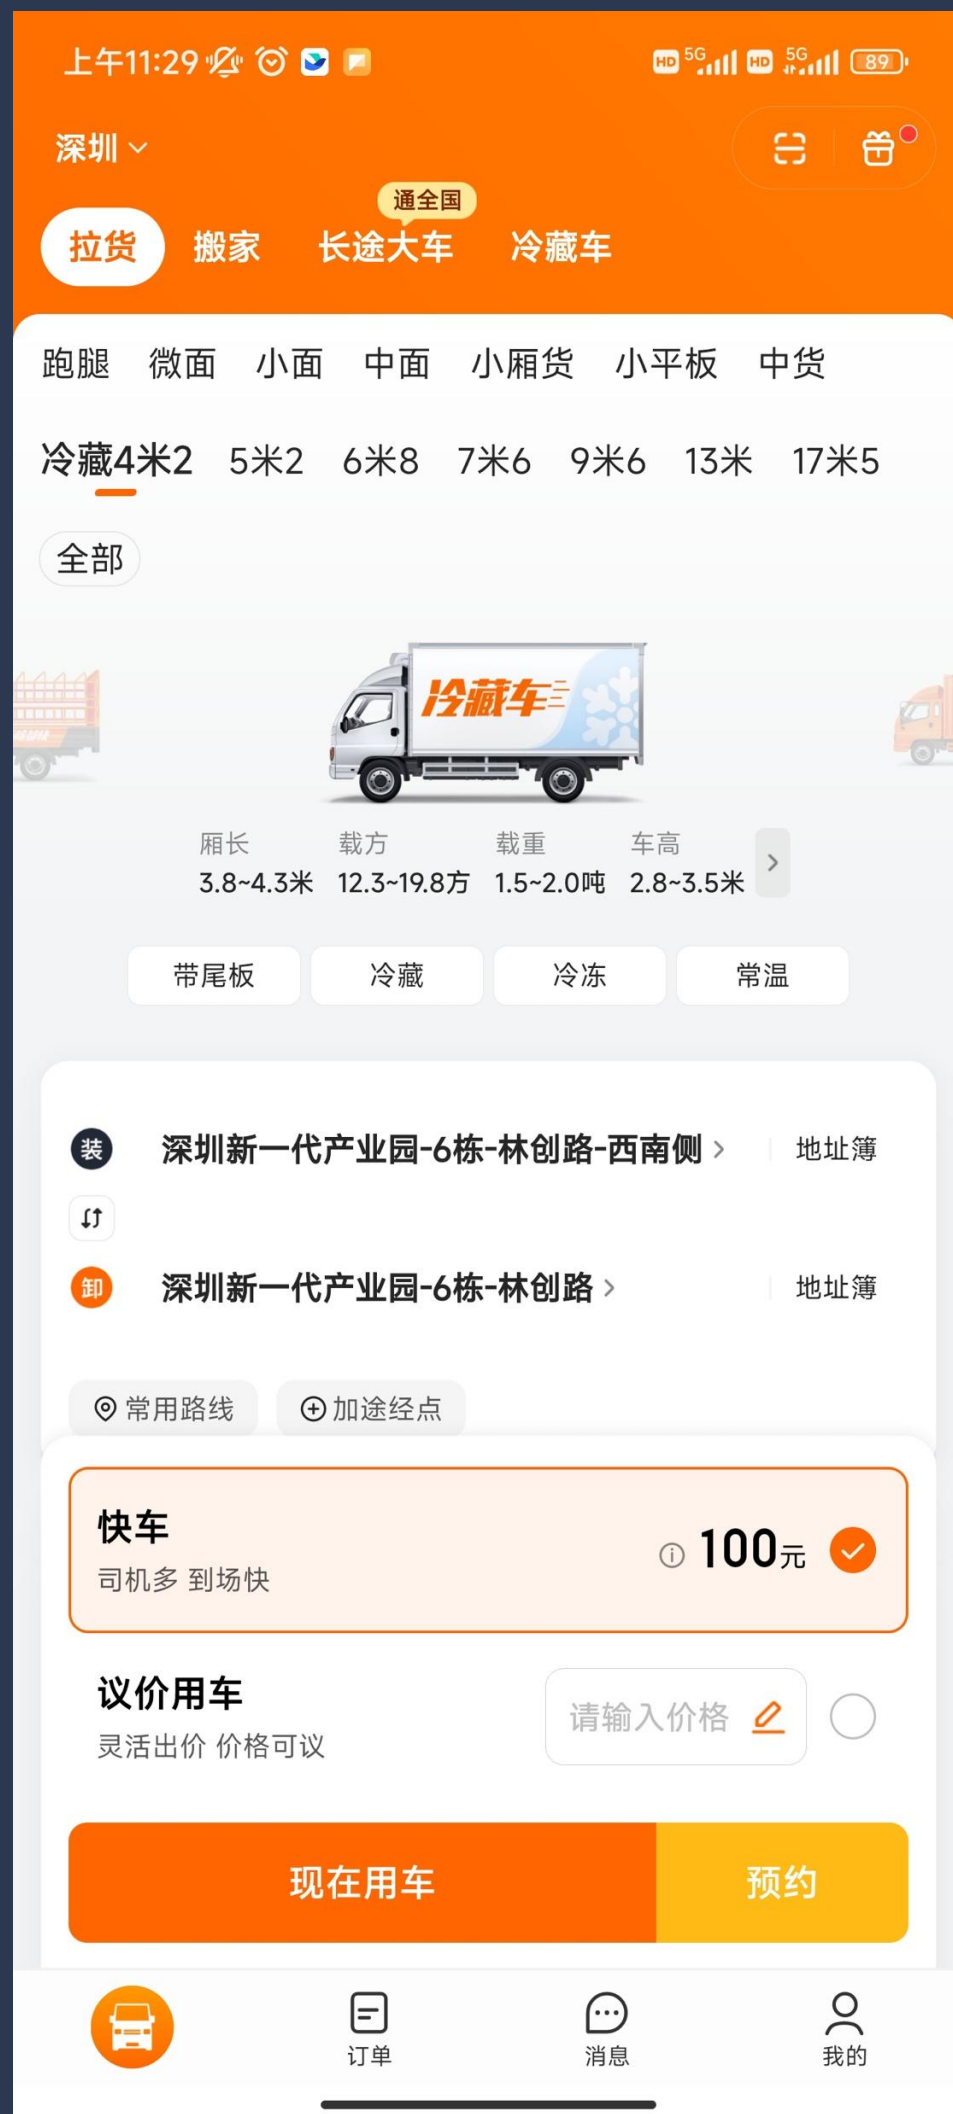 上午11:29 HD 5G HD 5G 89
深圳
通全国
拉货 搬家 长途大车 冷藏车
跑腿 微面 小面 中面 小厢货 小平板 中货
冷藏4米2 5米2 6米8 7米6 9米6 13米 17米5
全部
冷藏车
厢长 载方 载重 车高
3.8~4.3米 12.3~19.8方 1.5~2.0吨 2.8~3.5米
带尾板 冷藏 冷冻 常温
装 深圳新一代产业园-6栋-林创路-西南侧 地址簿
卸 深圳新一代产业园-6栋-林创路 地址簿
常用路线 加途经点
快车
100元
司机多 到场快
议价用车
请输入价格
灵活出价 价格可议
现在用车 预约
订单 消息 我的